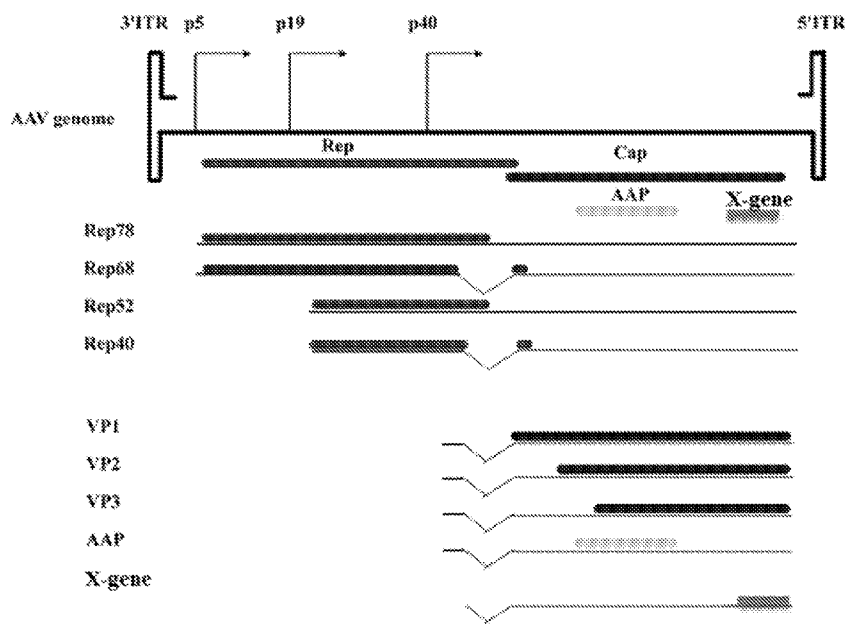 3'ITR p5 p19 p40 5'ITR
AAV genome
Rep
Cap
AAP
X-gene
Rep78
Rep68
Rep52
Rep40
VP1
VP2
VP3
AAP
X-gene